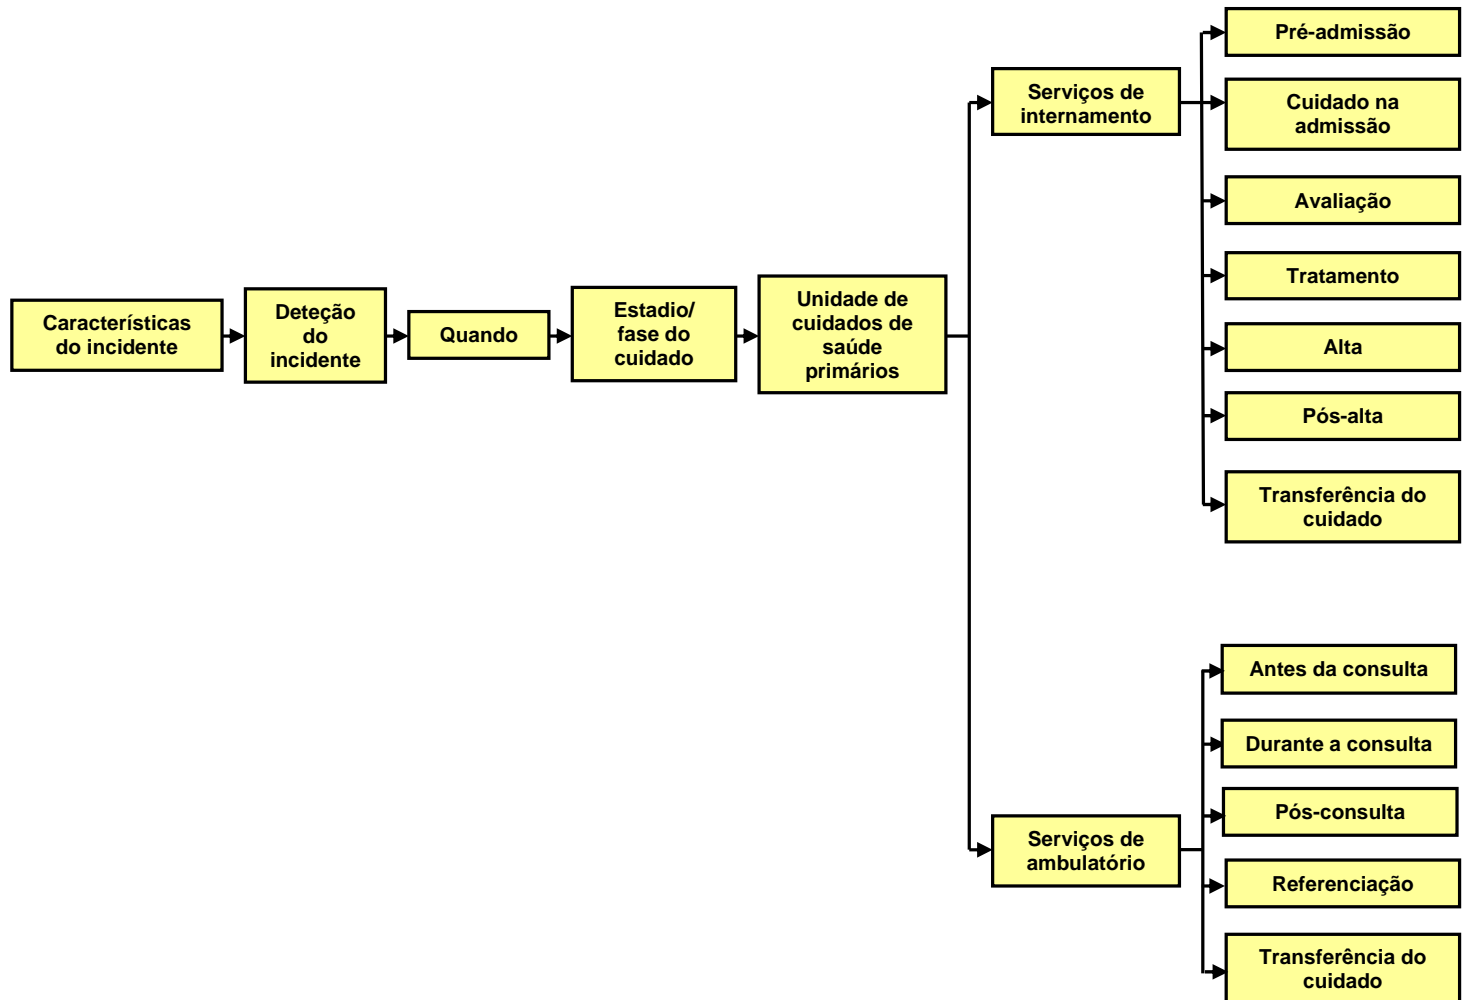 Característícas
do incidente
Deteção
do
incidente
Quando
Estadio/
fase do
cuidado
Unidade de
cuidados de
saúde
primários
Serviços de
internamento
Pré-admissão
Cuidado na
admissão
Avaliação
Tratamento
Alta
Pós-alta
Transferência do
cuidado
Serviços de
ambulatório
Antes da consulta
Durante a consulta
Pós-consulta
Referenciação
Transferência do
cuidado